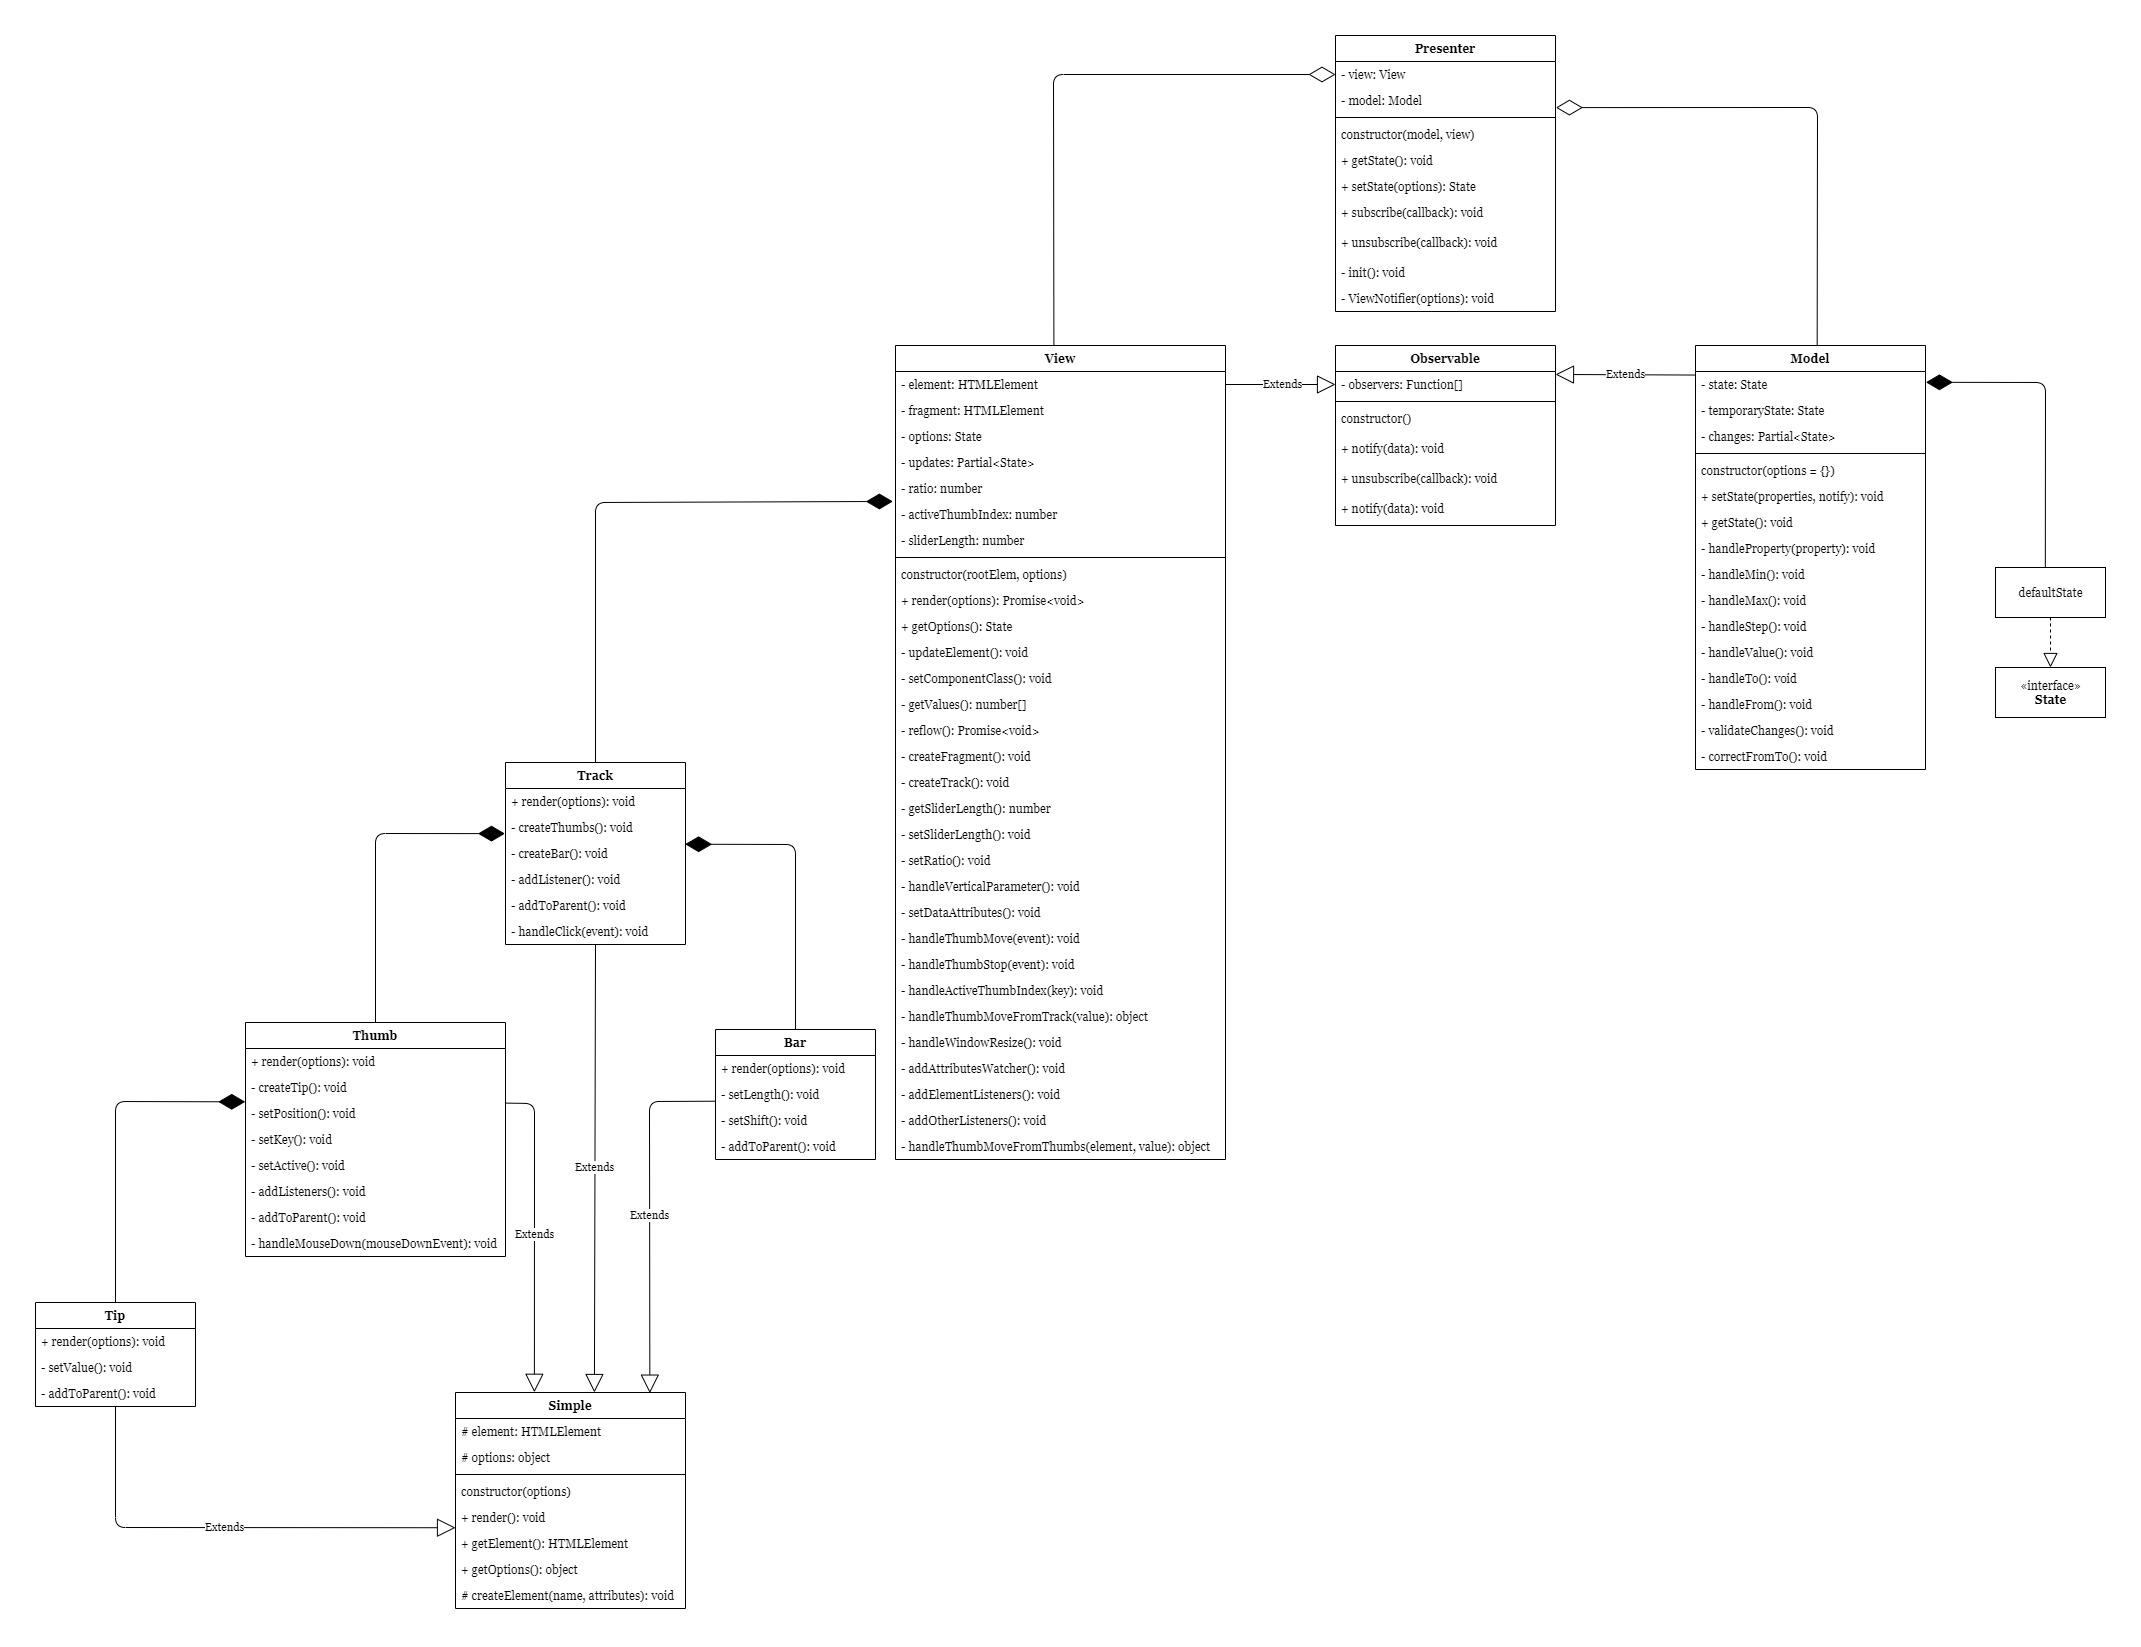 Presenter
- view: View
- model: Model
constructor(model, view)
+ getState(): void
+ setState(options): State
+ subscribe(callback): void
+ unsubscribe(callback): void
- init(): void
- ViewNotifier(options): void
View
- element: HTMLElement
- fragment: HTMLElement
- options: State
- updates: Partial<State>
- ratio: number
- activeThumbIndex: number
- sliderLength: number
constructor(rootElem, options)
+ render(options): Promise<void>
+ getOptions(): State
- updateElement(): void
- setComponentClass(): void
- getValues(): number[]
- reflow(): Promise<void>
- createFragment(): void
- createTrack(): void
- getSliderLength(): number
- setSliderLength(): void
- setRatio(): void
- handleVerticalParameter(): void
- setDataAttributes(): void
- handleThumbMove(event): void
- handleThumbStop(event): void
- handleActiveThumbIndex(key): void
- handleThumbMoveFromTrack(value): object
- handleWindowResize(): void
- addAttributesWatcher(): void
- addElementListeners(): void
- addOtherListeners(): void
- handleThumbMoveFromThumbs(element, value): object
Extends
Observable
- observers: Function[]
constructor()
+ notify(data): void
+ unsubscribe(callback): void
+ notify(data): void
Extends
Model
- state: State
- temporaryState: State
- changes: Partial<State>
constructor(options = {})
+ setState(properties, notify): void
+ getState(): void
- handleProperty(property): void
- handleMin(): void
- handleMax(): void
- handleStep(): void
- handleValue(): void
- handleTo(): void
- handleFrom(): void
- validateChanges(): void
- correctFromTo(): void
defaultState
«interface»
State
Track
+ render(options): void
- createThumbs(): void
- createBar(): void
- addListener(): void
- addToParent(): void
- handleClick(event): void
Thumb
+ render(options): void
- createTip(): void
- setPosition(): void
- setKey(): void
- setActive(): void
- addListeners(): void
- addToParent(): void
- handleMouseDown(mouseDownEvent): void
Bar
+ render(options): void
- setLength(): void
- setShift(): void
- addToParent(): void
Extends
Extends
Extends
Tip
+ render(options): void
- setValue(): void
- addToParent(): void
Extends
Simple
# element: HTMLElement
# options: object
constructor(options)
+ render(): void
+ getElement(): HTMLElement
+ getOptions(): object
# createElement(name, attributes): void